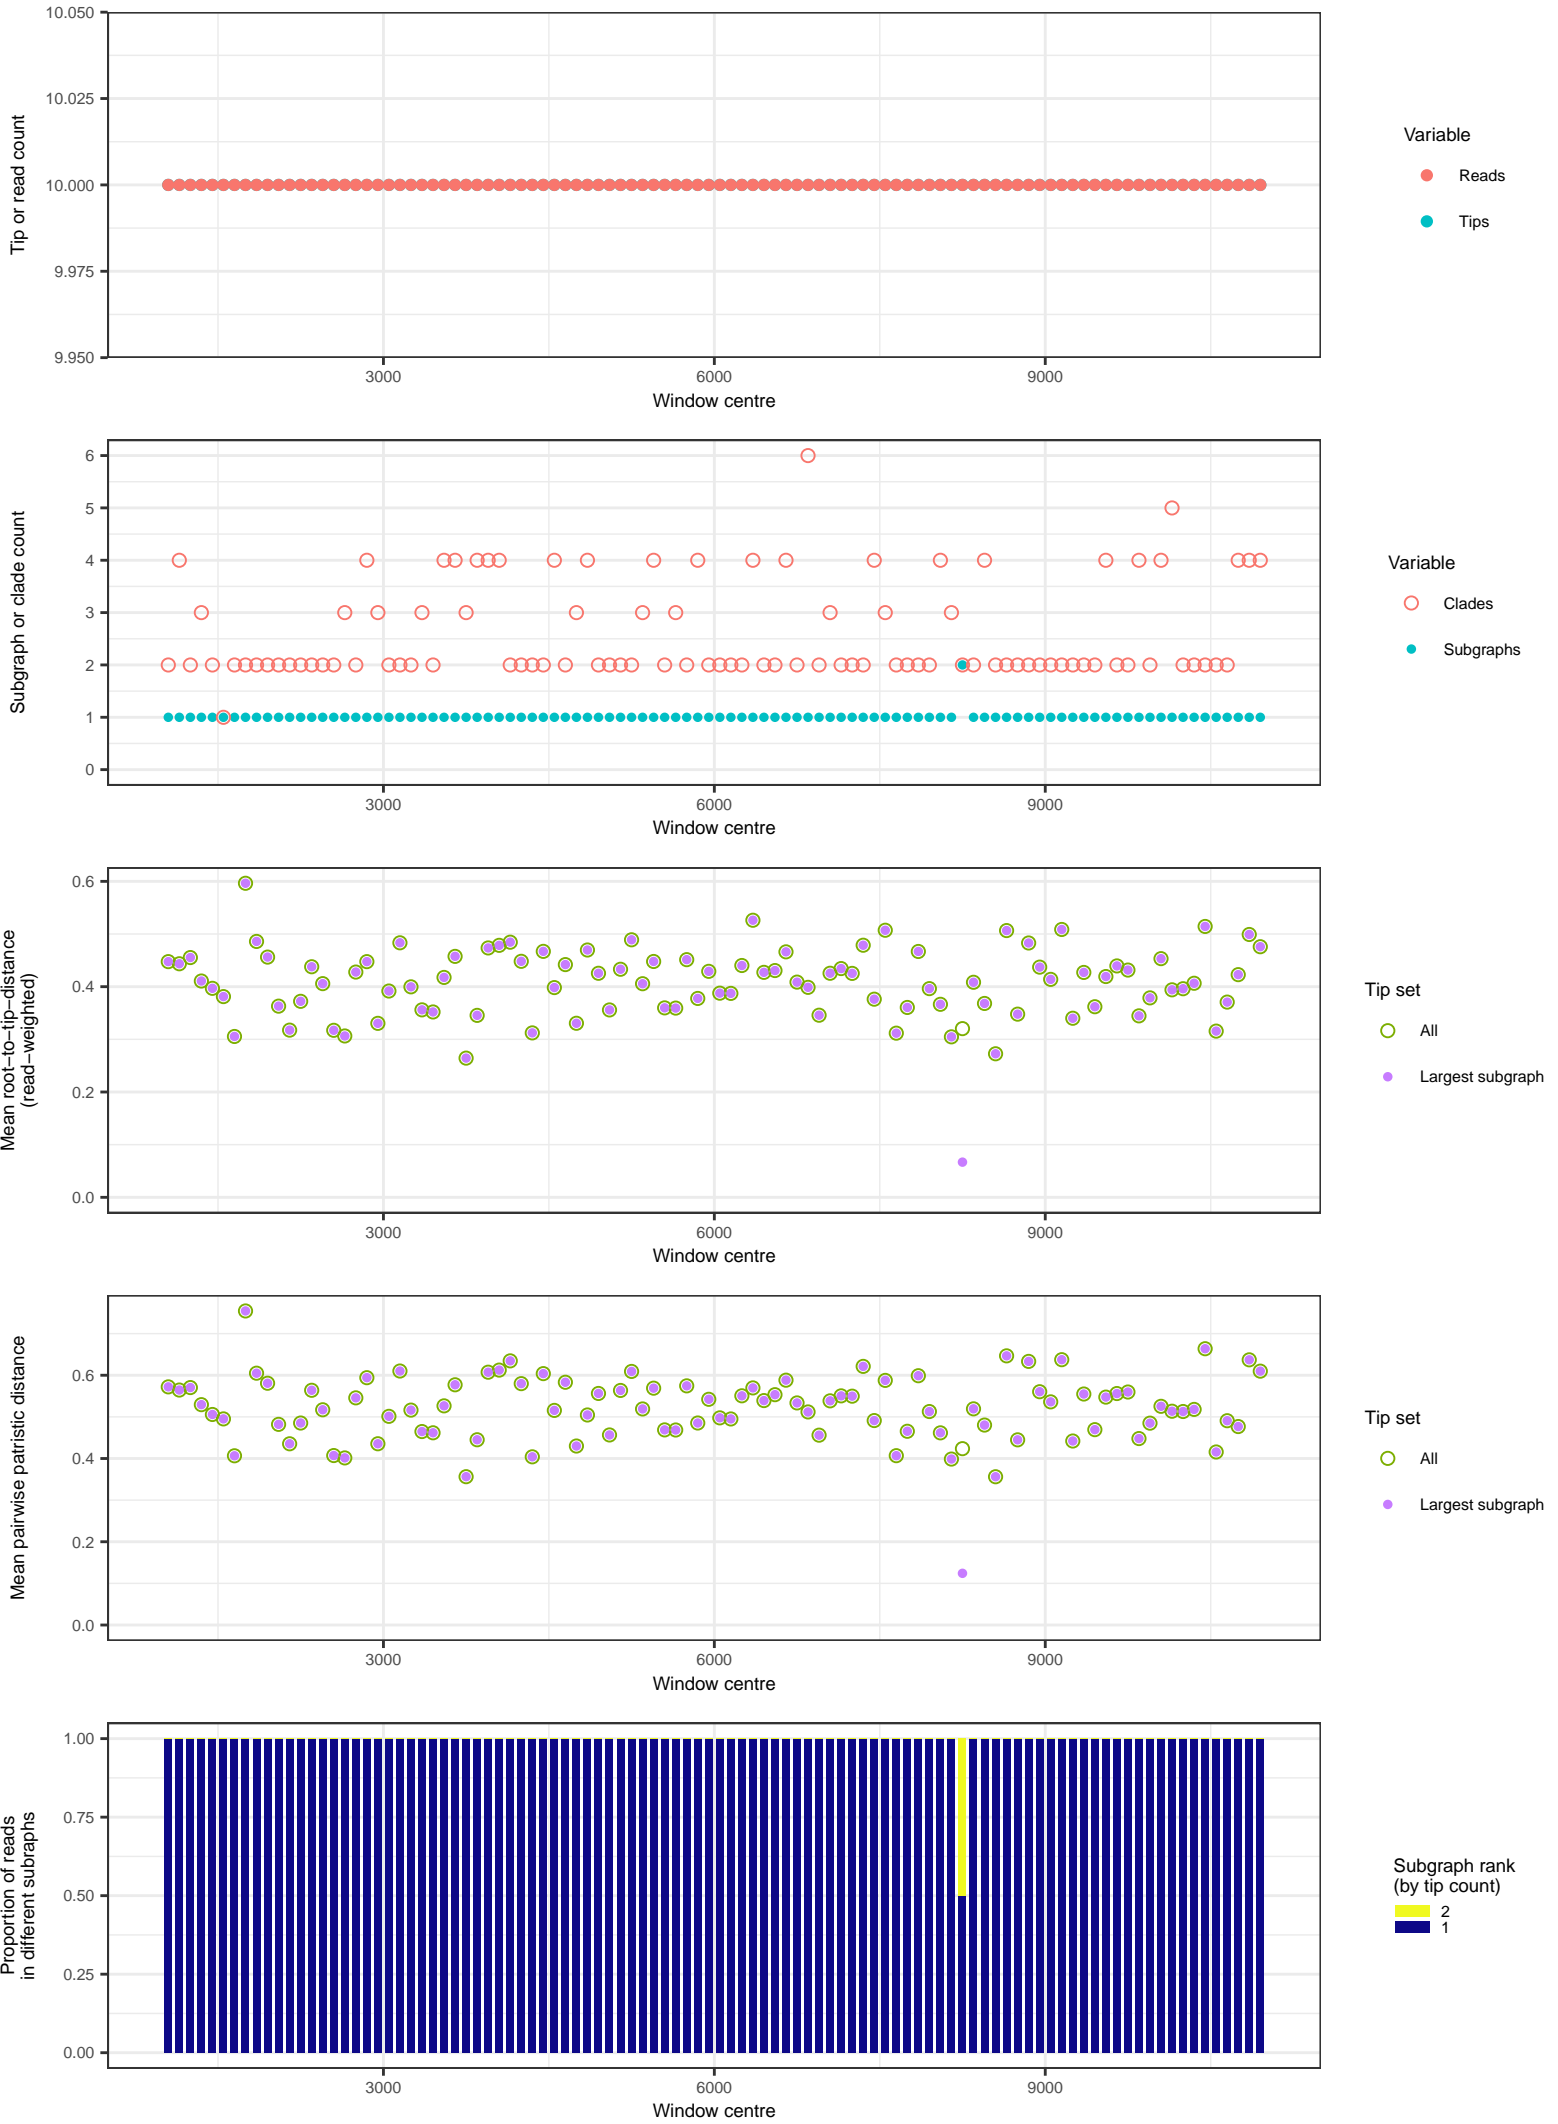 10.050
10.025
10.000
9.975
9.950
Tip or read count
3000 6000 9000
Window centre
Variable
Reads
Tips
6
5
4
3
2
1
0
Subgraph or clade count
3000 6000 9000
Window centre
Variable
Clades
Subgraphs
0.6
0.4
0.2
0.0
Mean root−to−tip−distance
(read−weighted)
3000 6000 9000
Window centre
Tip set
All
Largest subgraph
0.6
0.4
0.2
0.0
Mean pairwise patristic distance
3000 6000 9000
Window centre
Tip set
All
Largest subgraph
1.00
0.75
0.50
0.25
0.00
Proportion of reads
in different subraphs
3000 6000 9000
Window centre
Subgraph rank
(by tip count)
2
1